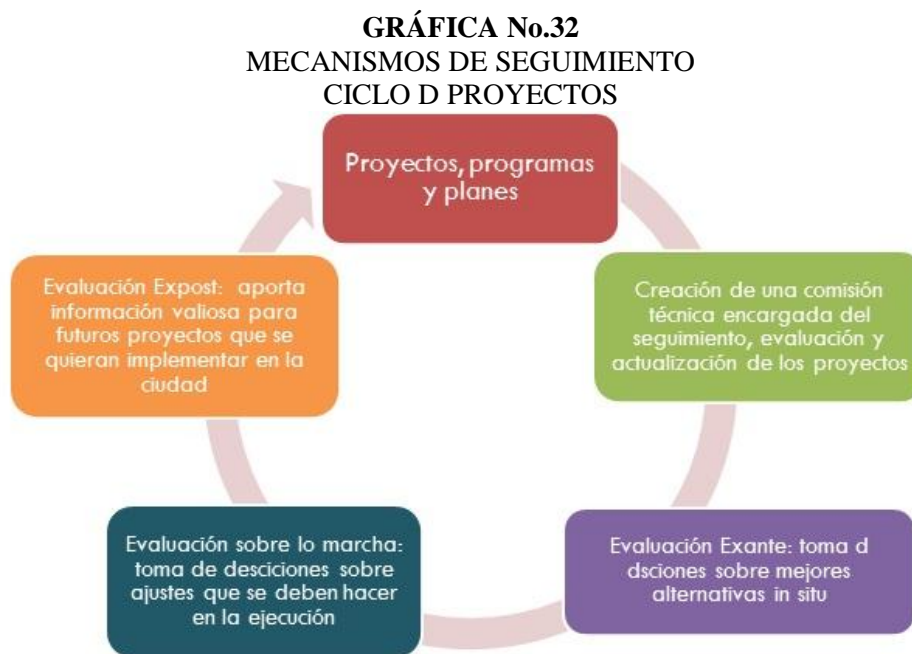 GRÁFICA No.32
MECANISMOS DE SEGUIMIENTO
CICLO D PROYECTOS
Proyectos, programas
y planes
Creación de una comisión
técnica encargada del
seguimiento, evaluación y
actualización de los proyectos
Evaluación Exante: toma d
dsciones sobre mejores
alternativas in situ
Evaluación sobre lo marcha:
toma de desciciones sobre
ajustes que se deben hacer
en la ejecución
Evaluación Expost: aporta
información valiosa para
futuros proyectos que se
quieran implementar en la
ciudad